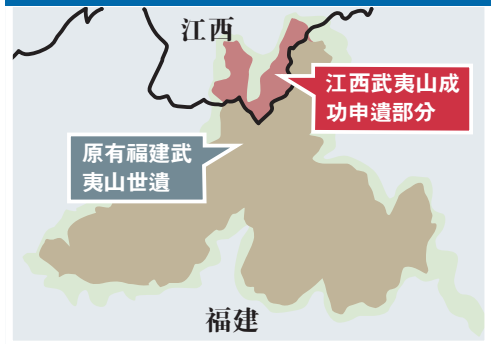 江西
江西武夷山成
功申遺部分
原有福建武
夷山世遺
福建